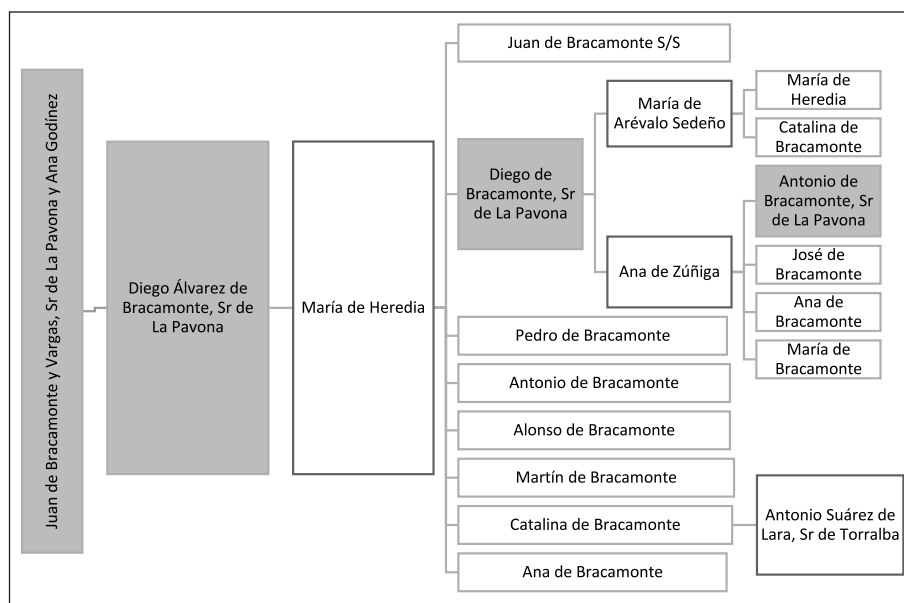 Juan de Bracamonte y Vargas, Sr de La Pavona y Ana Godínez
Diego Álvarez de
Bracamonte, Sr de
La Pavona
María de Heredia
Juan de Bracamonte S/S
Diego de
Bracamonte, Sr
de La Pavona
María de
Arévalo Sedeño
María de
Heredia
Catalina de
Bracamonte
Ana de Zúñiga
Antonio de
Bracamonte, Sr
de La Pavona
José de
Bracamonte
Ana de
Bracamonte
María de
Bracamonte
Pedro de Bracamonte
Antonio de Bracamonte
Alonso de Bracamonte
Martín de Bracamonte
Catalina de Bracamonte
Antonio Suárez de
Lara, Sr de Torralba
Ana de Bracamonte